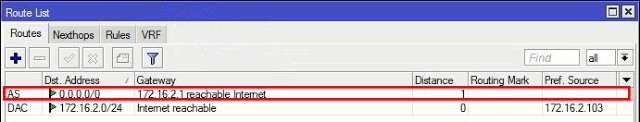 Route List
Routes Nexthops Rules VRF
Find all
Dst. Address Gateway Distance Routing Mark Pref. Source
AS 0.0.0.0/0 172.16.2.1 reachable Internet 1
DAC 172.16.2.0/24 Internet reachable 0 172.16.2.103